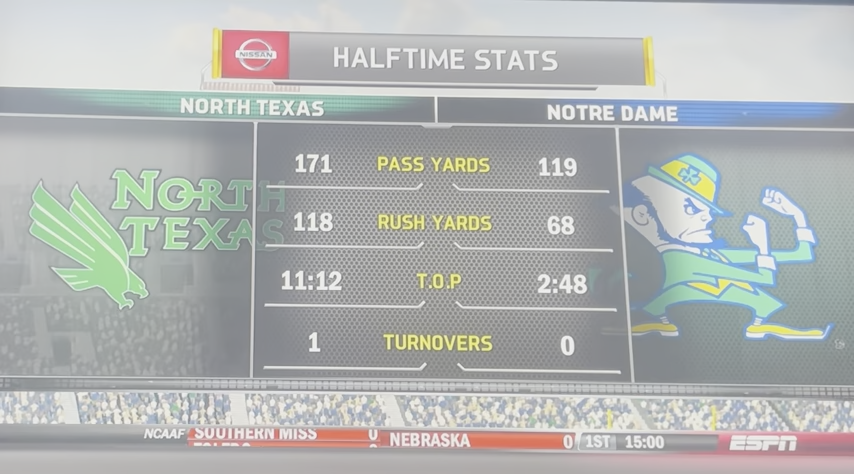 NISSAN
HALFTIME STATS
NORTH TEXAS NOTRE DAME
171 PASS YARDS 119
NORTH
TEXAS
118 RUSH YARDS 68
11:12 T.O.P 2:48
1 TURNOVERS 0
NCAAF SOUTHERN MISS 0 NEBRASKA 0 1ST 15:00 ESPN